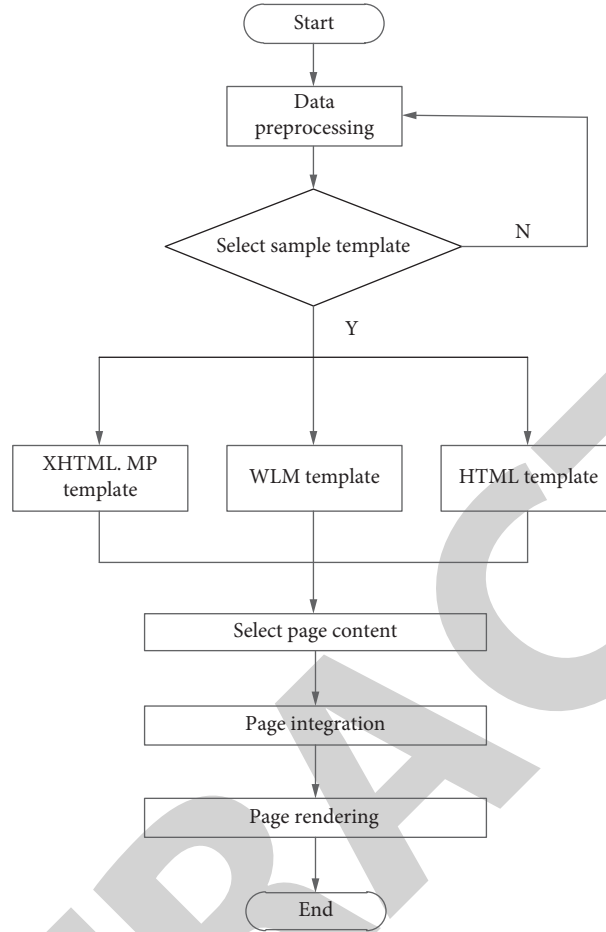 Start
Data
preprocessing
Select sample template
N
Y
XHTML. MP
template
WLM template
HTML template
Select page content
Page integration
Page rendering
End